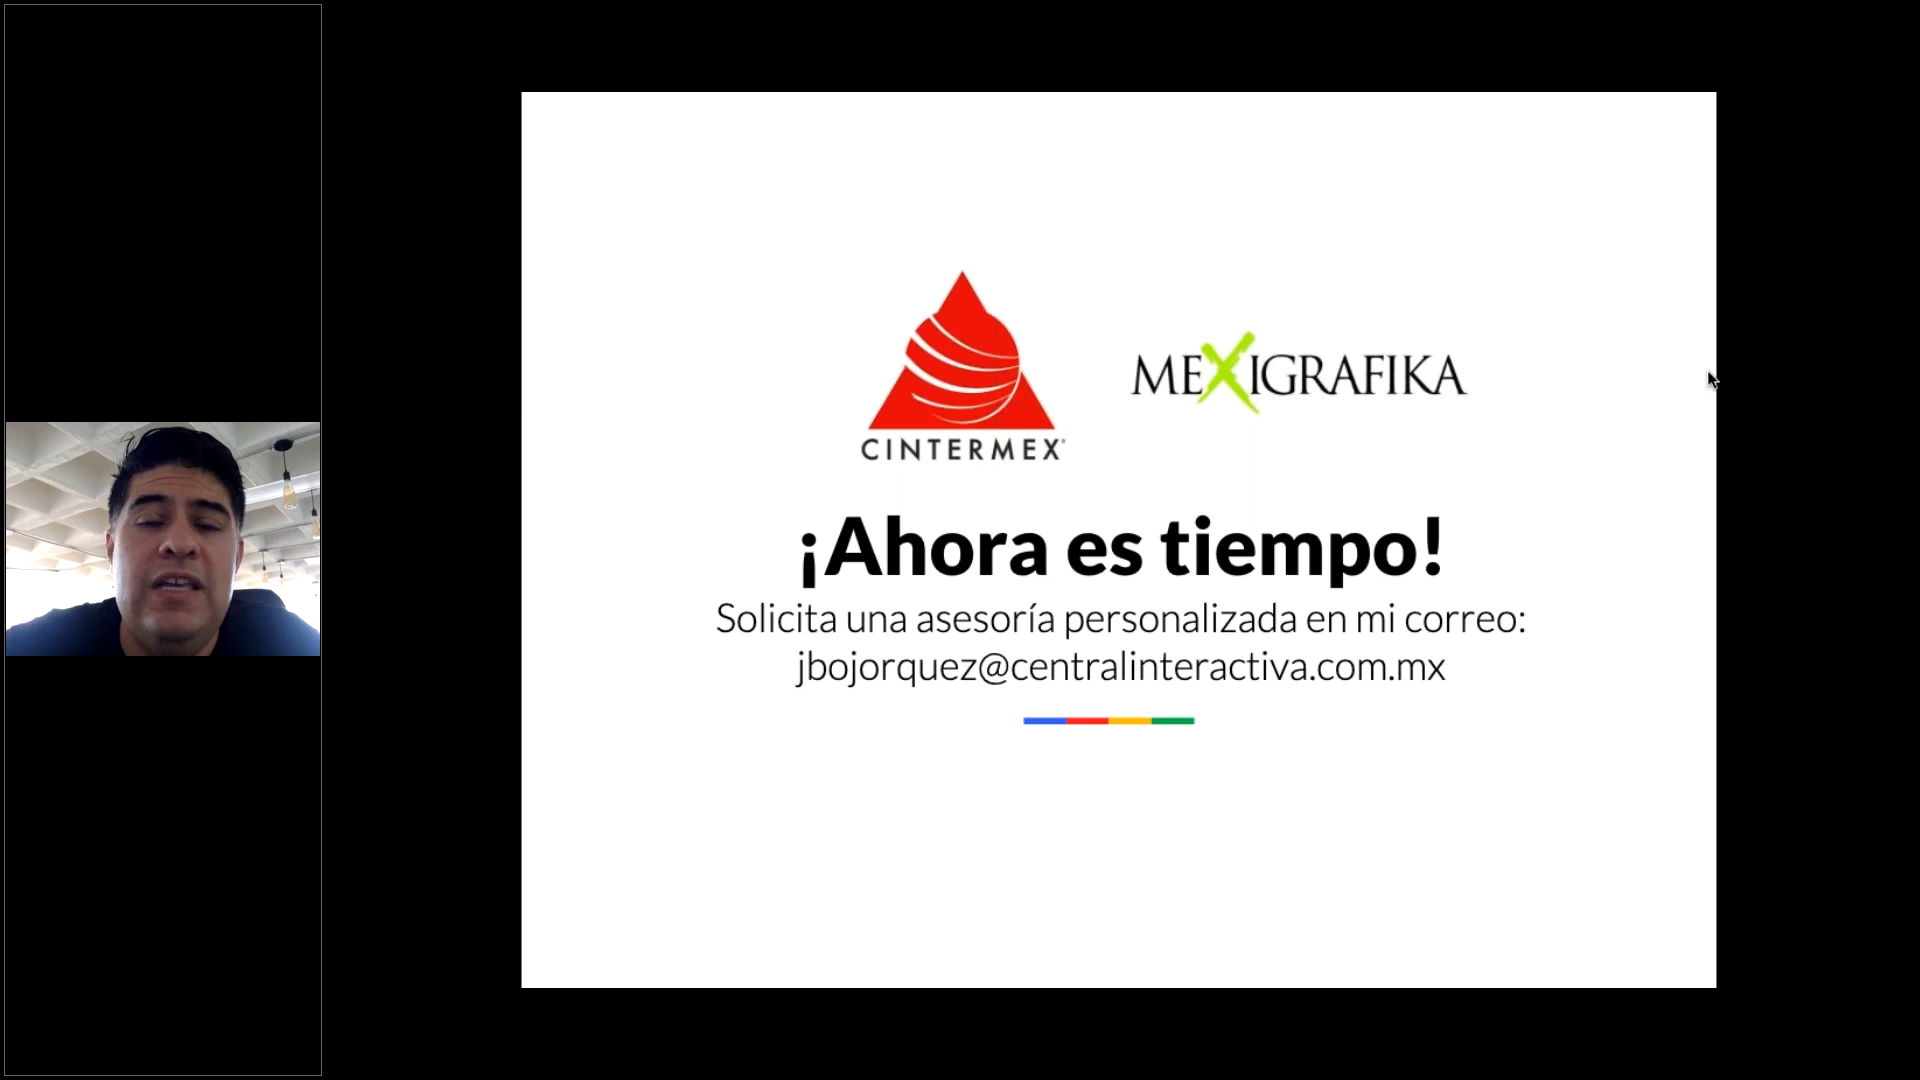 CINTERMEX
MEXIGRAFIKA
¡Ahora es tiempo!
Solicita una asesoría personalizada en mi correo:
jbojorquez@centralinteractiva.com.mx